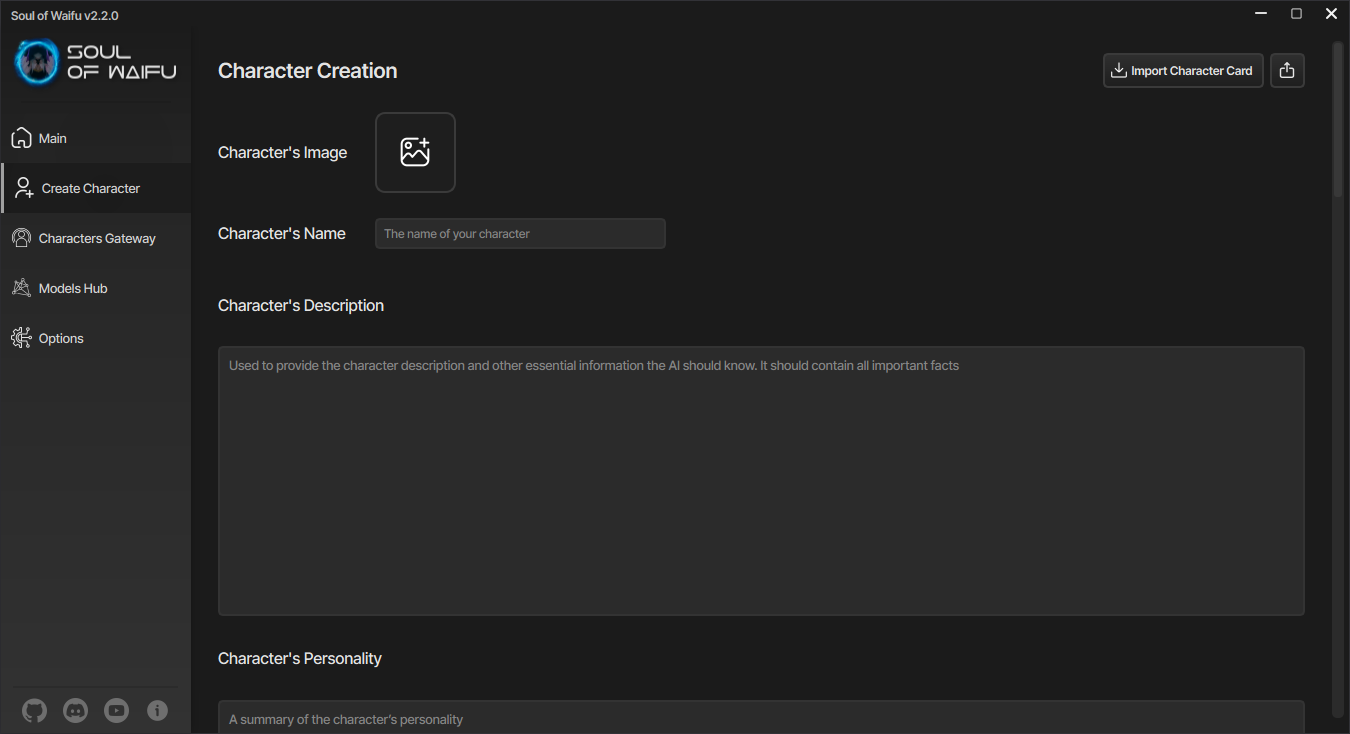 Soul of Waifu v2.2.0
SOUL
OF WAIFU
Main
Create Character
Characters Gateway
Models Hub
Options
Character Creation
Import Character Card
Character's Image
Character's Name
The name of your character
Character's Description
Used to provide the character description and other essential information the AI should know. It should contain all important facts
Character's Personality
A summary of the character's personality